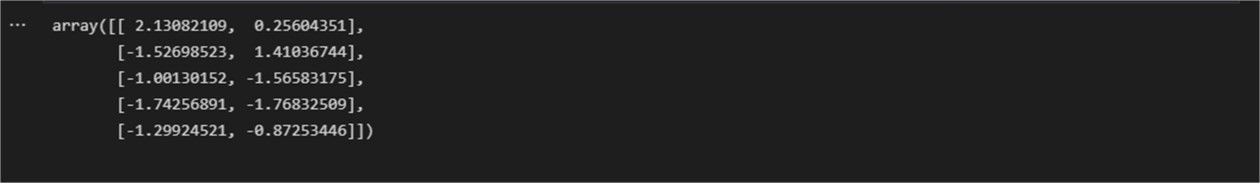 ... array([[ 2.13082109, 0.25604351],
[-1.52698523, 1.41036744],
[-1.00130152, -1.56583175],
[-1.74256891, -1.76832509],
[-1.29924521, -0.87253446]])